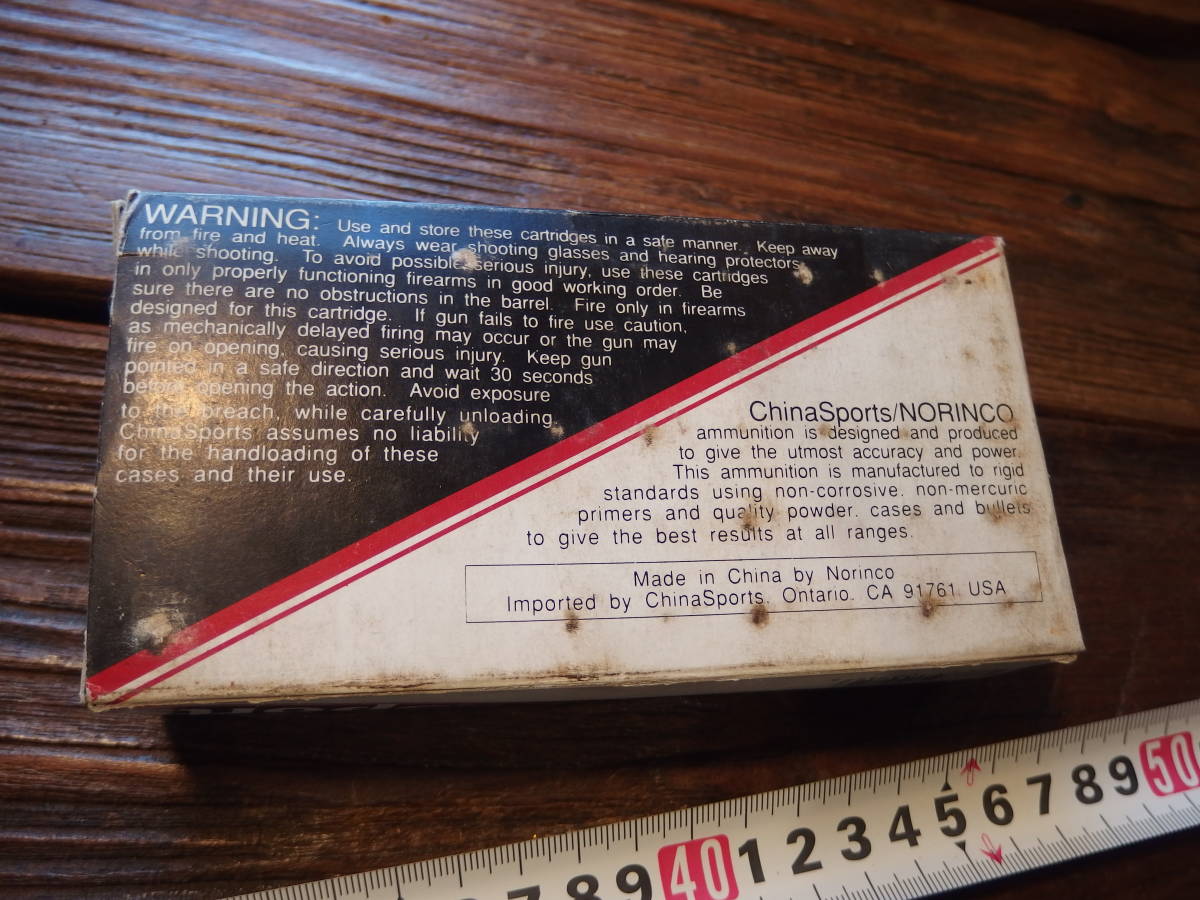 WARNING: Use and store these cartridges in a safe manner. Keep away
from fire and heat. Always wear shooting glasses and hearing protectors
while shooting. To avoid possible serious injury, use these cartridges
in only properly functioning firearms in good working order. Be
sure there are no obstructions in the barrel. Fire only in firearms
designed for this cartridge. If gun fails to fire use caution,
as mechanically delayed firing may occur or the gun may
fire on opening, causing serious injury. Keep gun
pointed in a safe direction and wait 30 seconds
before opening the action. Avoid exposure
to the breach, while carefully unloading.
ChinaSports assumes no liability
for the handloading of these
cases and their use.
ChinaSports/NORINCO
ammunition is designed and produced
to give the utmost accuracy and power.
This ammunition is manufactured to rigid
standards using non-corrosive, non-mercuric
primers and quality powder, cases and bullets
to give the best results at all ranges.
Made in China by Norinco
Imported by ChinaSports, Ontario, CA 91761 USA
7 8 9 40 1 2 3 4 5 6 7 8 9 50